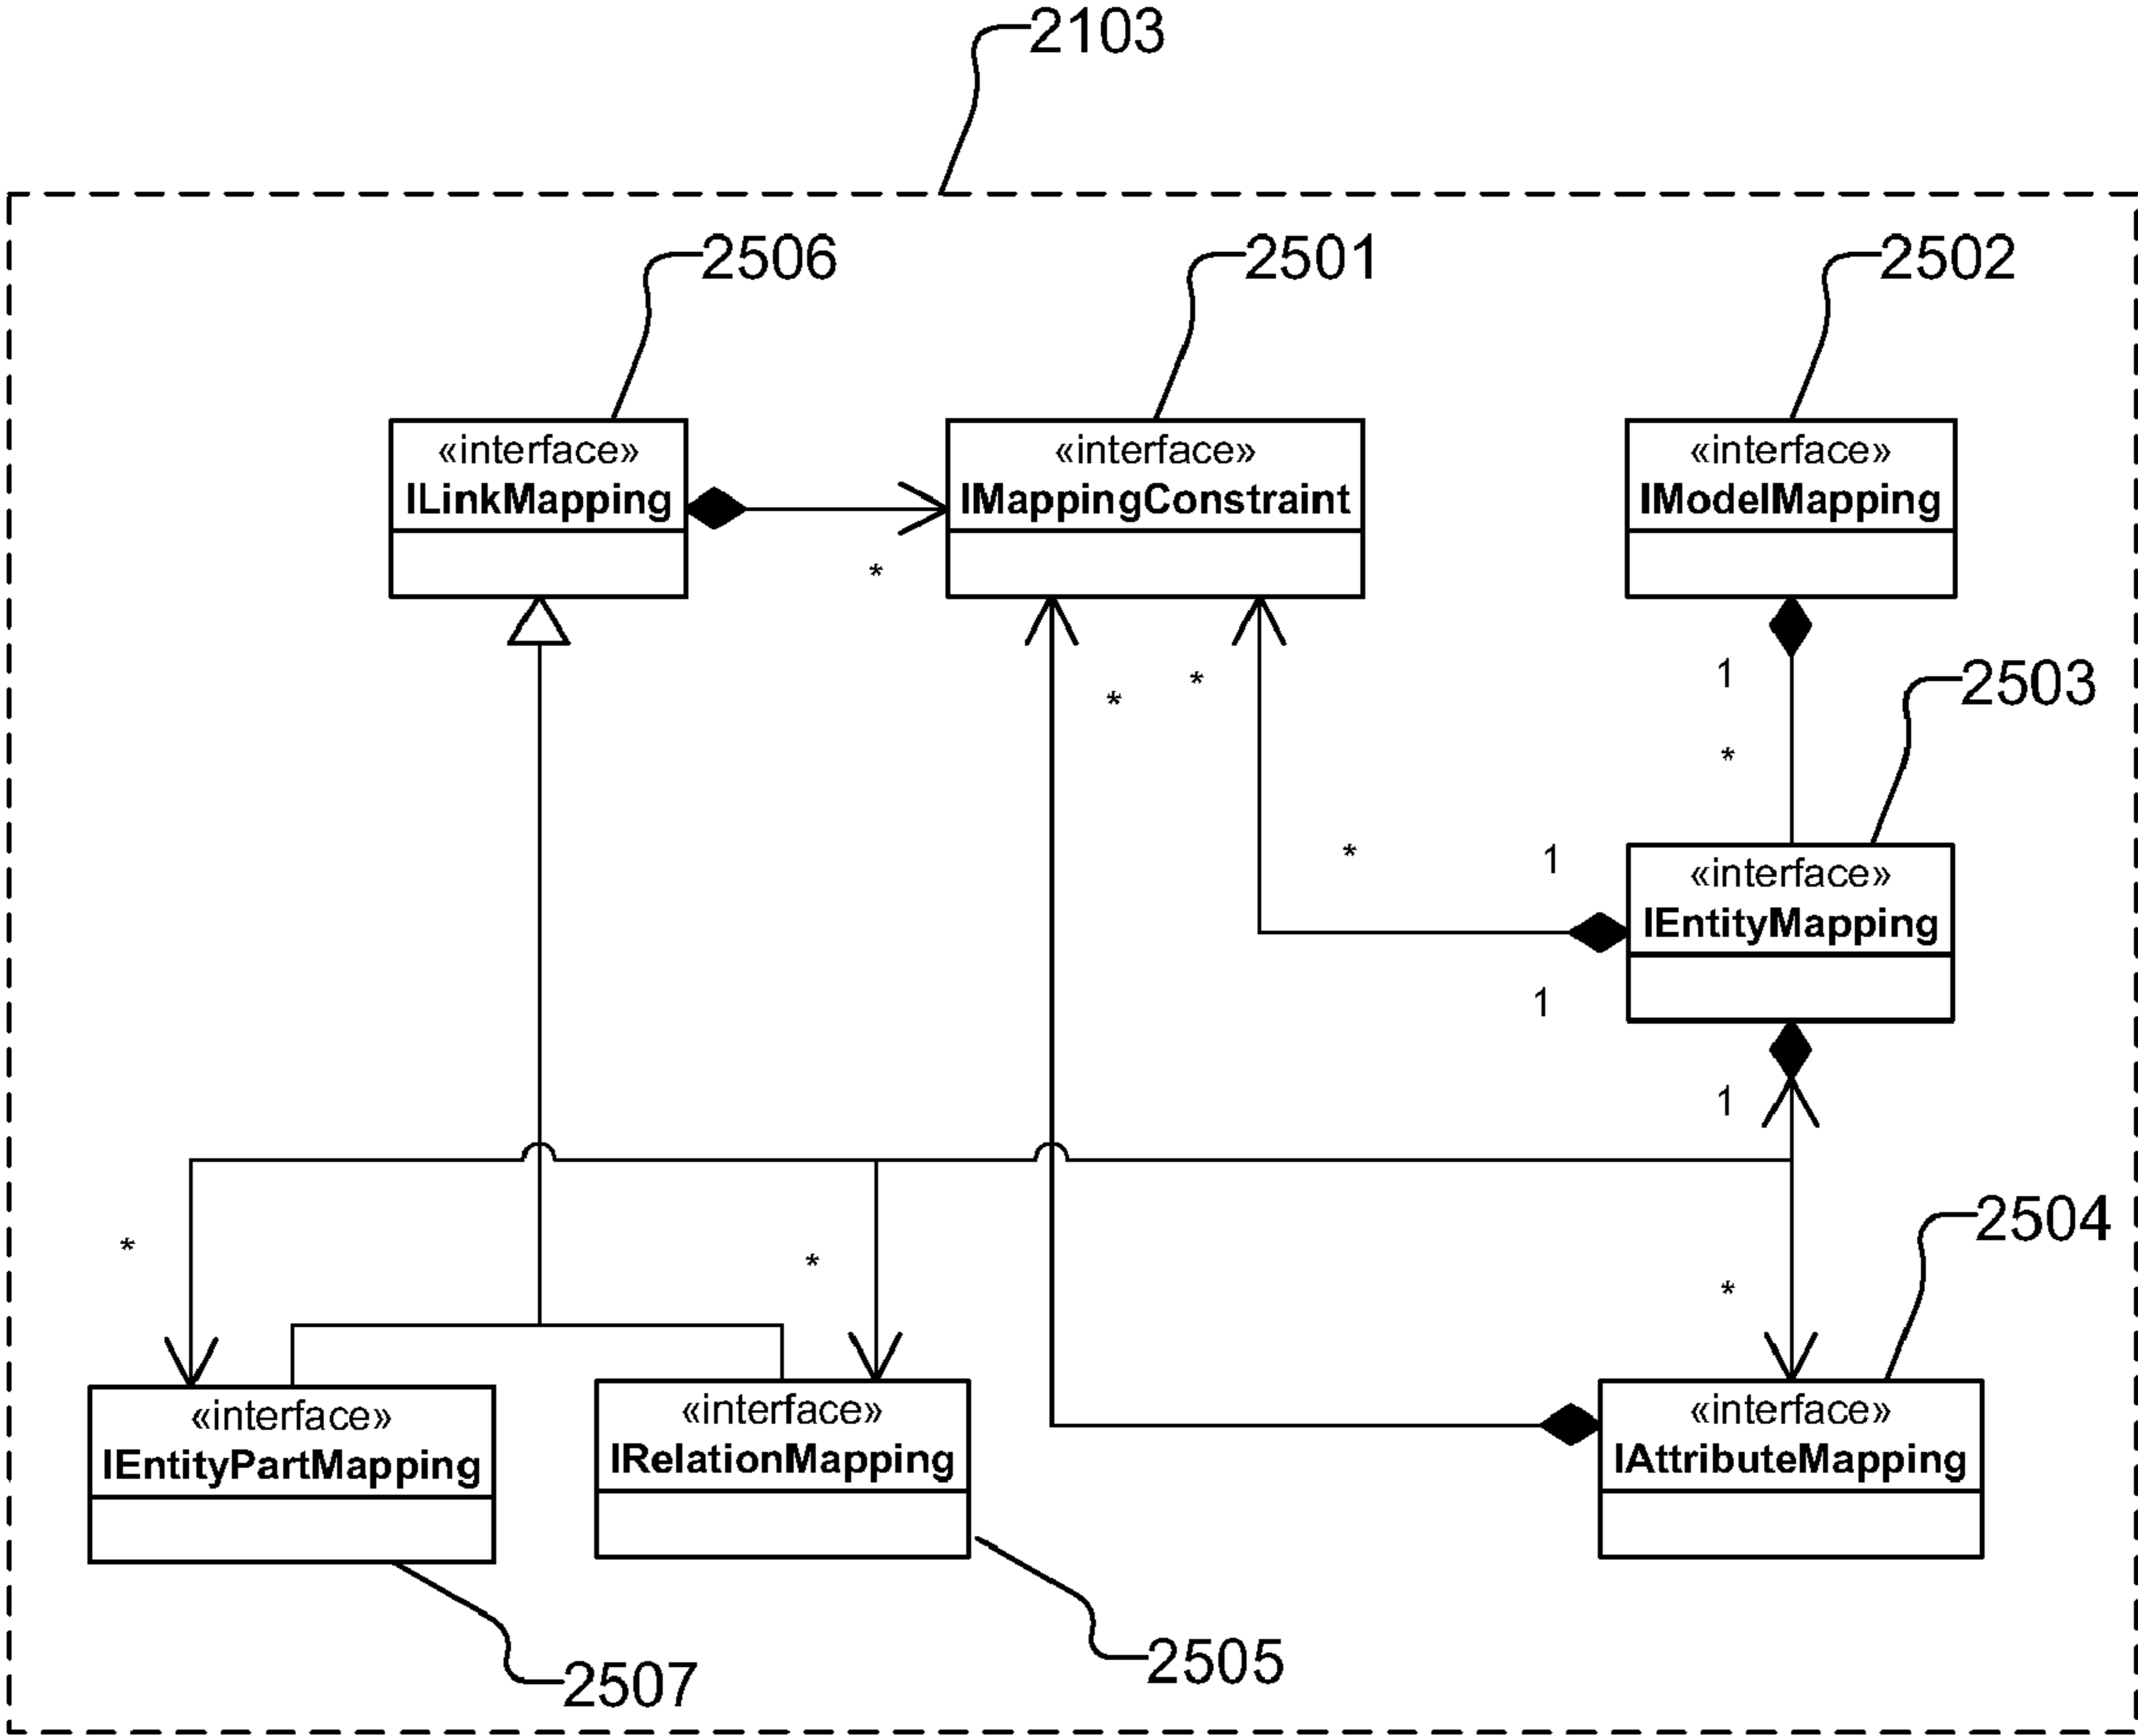 2103
2506
2501
2502
«interface»
ILinkMapping
«interface»
IMappingConstraint
«interface»
IModelMapping
*
1
2503
*
*
*
*
1
«interface»
IEntityMapping
1
1
*
*
2504
*
«interface»
IEntityPartMapping
«interface»
IRelationMapping
«interface»
IAttributeMapping
2507
2505